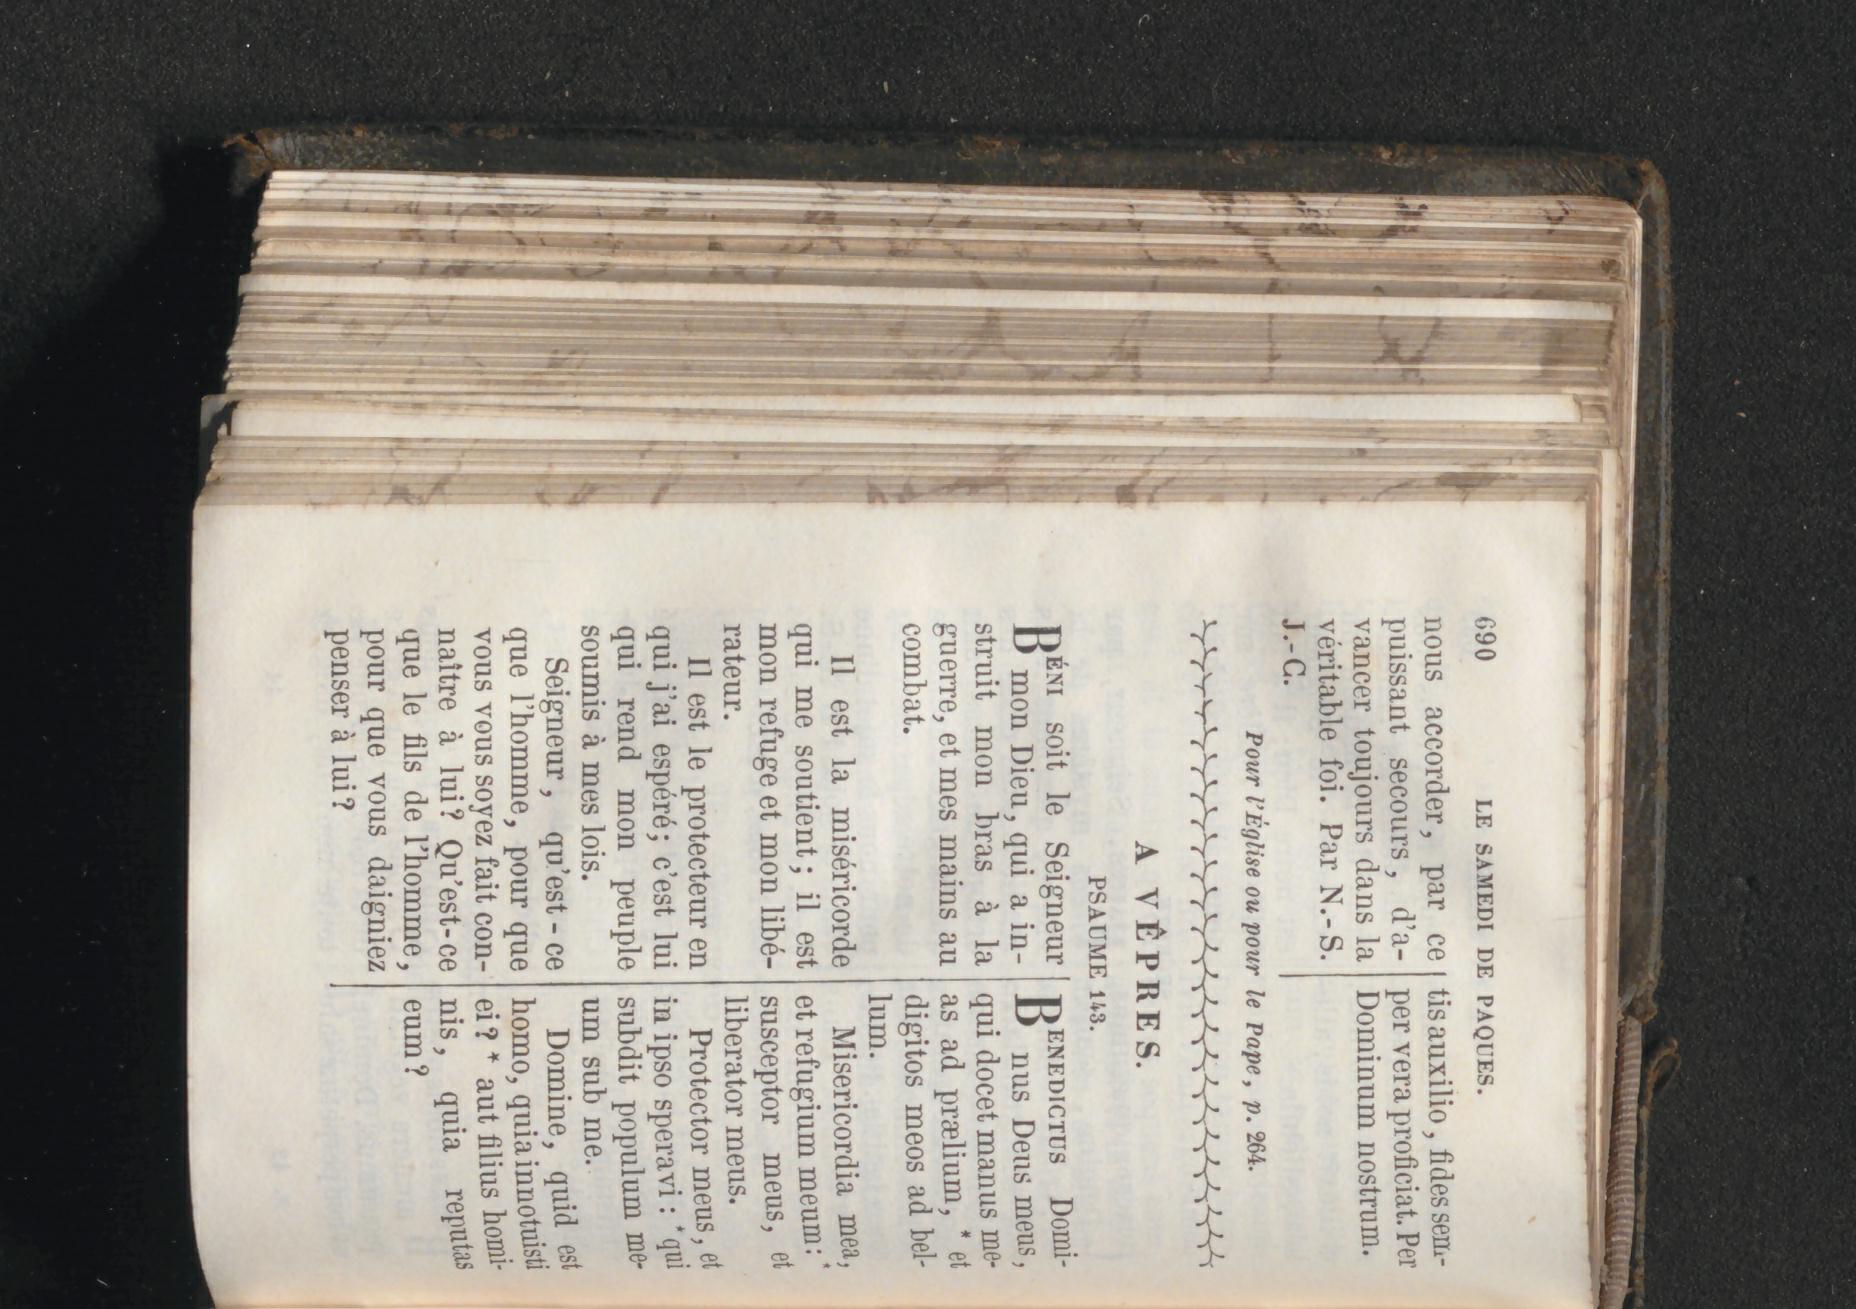 690 LE SAMEDI DE PAQUES.
nous accorder, par ce
puissant secours, d'a-
vancer toujours dans la
véritable foi. Par N.-S.
J.-C.
tis auxilio, fides sem-
per vera proficiat. Per
Dominum nostrum.
Pour l'Église ou pour le Pape, p. 264.
A VÊPRES.
PSAUME 143.
BÉNI soit le Seigneur
mon Dieu, qui a in-
struit mon bras à la
guerre, et mes mains au
combat.
Il est la miséricorde
qui me soutient; il est
mon refuge et mon libé-
rateur.
Il est le protecteur en
qui j'ai espéré; c'est lui
qui rend mon peuple
soumis à mes lois.
Seigneur, qu'est-ce
que l'homme, pour que
vous vous soyez fait con-
naître à lui? Qu'est-ce
que le fils de l'homme,
pour que vous daigniez
penser à lui?
BENEDICTUS Domi-
nus Deus meus,
qui docet manus me-
as ad prælium, * et
digitos meos ad bel-
lum.
Misericordia mea,
et refugium meum: *
susceptor meus, et
liberator meus.
Protector meus, et
in ipso speravi: * qui
subdit populum me-
um sub me.
Domine, quid est
homo, quia innotuisti
ei? * aut filius homi-
nis, quia reputas
eum?